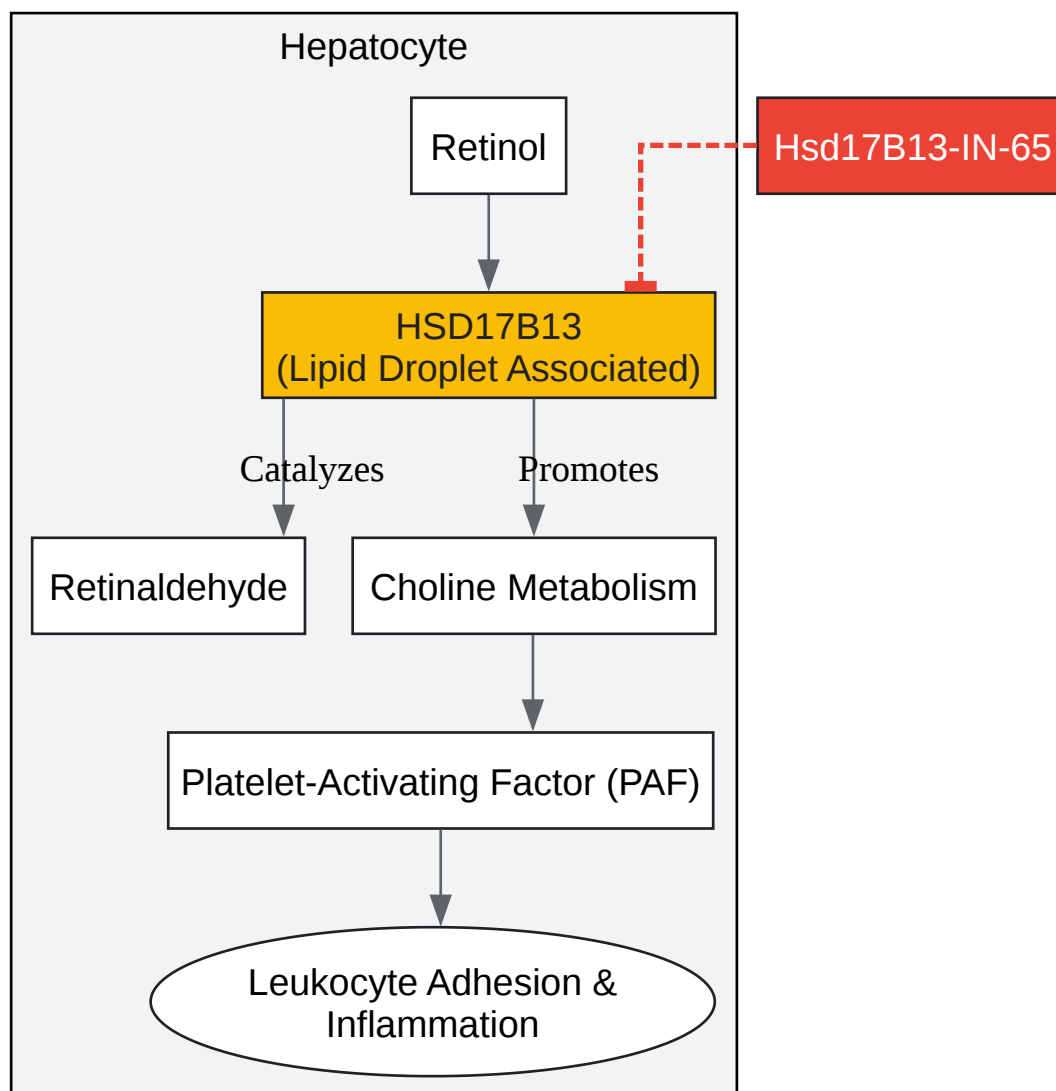 Hepatocyte
Retinol
Hsd17B13-IN-65
HSD17B13
(Lipid Droplet Associated)
Catalyzes
Promotes
Retinaldehyde
Choline Metabolism
Platelet-Activating Factor (PAF)
Leukocyte Adhesion &
Inflammation